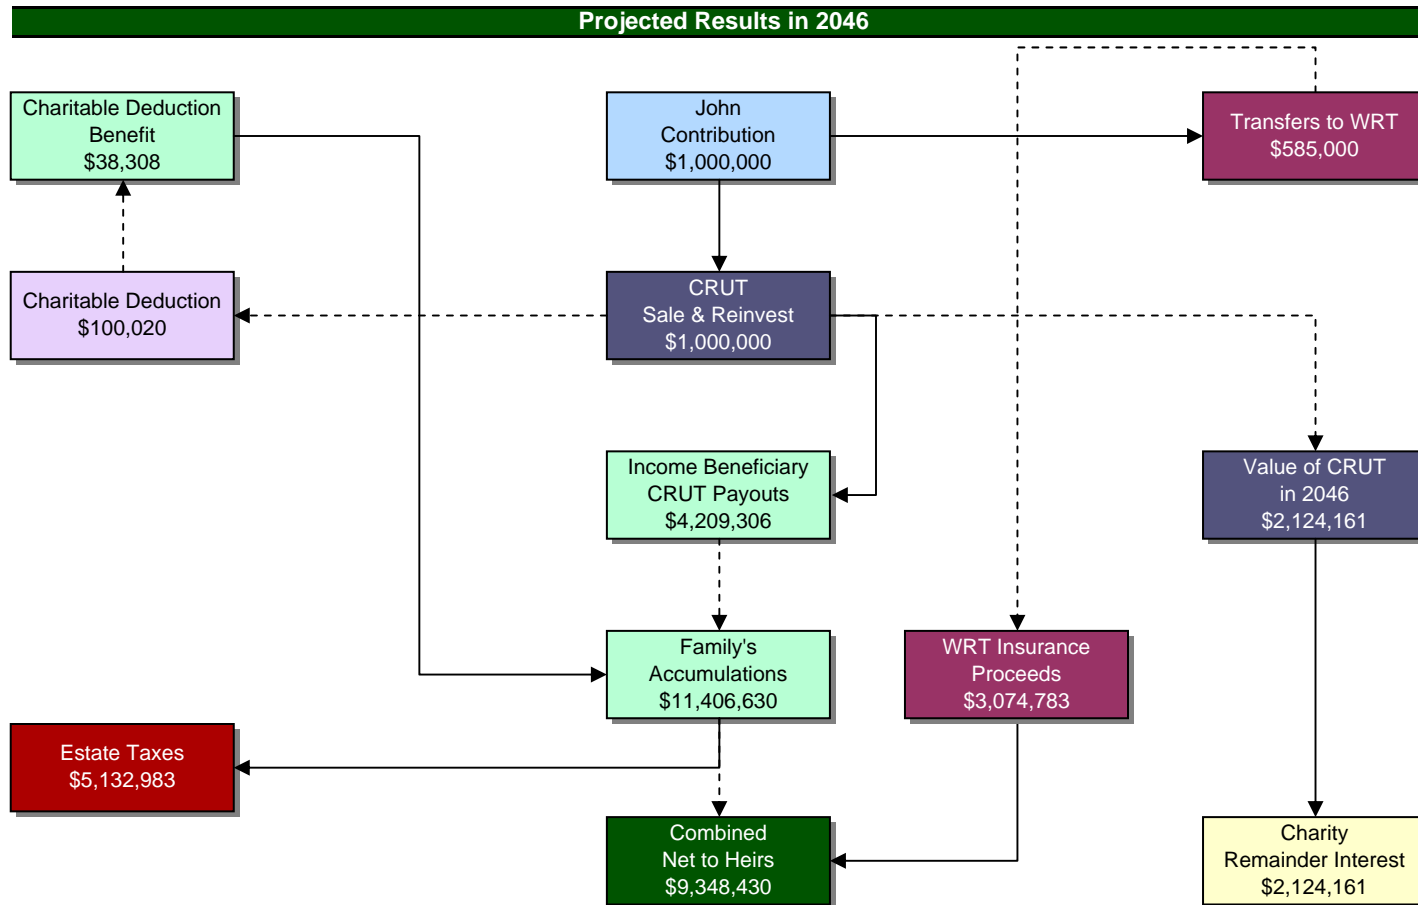 Projected Results in 2046
Charitable Deduction
Benefit
$38,308
John
Contribution
$1,000,000
Transfers to WRT
$585,000
Charitable Deduction
$100,020
CRUT
Sale & Reinvest
$1,000,000
Income Beneficiary
CRUT Payouts
$4,209,306
Value of CRUT
in 2046
$2,124,161
Family's
Accumulations
$11,406,630
WRT Insurance
Proceeds
$3,074,783
Estate Taxes
$5,132,983
Combined
Net to Heirs
$9,348,430
Charity
Remainder Interest
$2,124,161